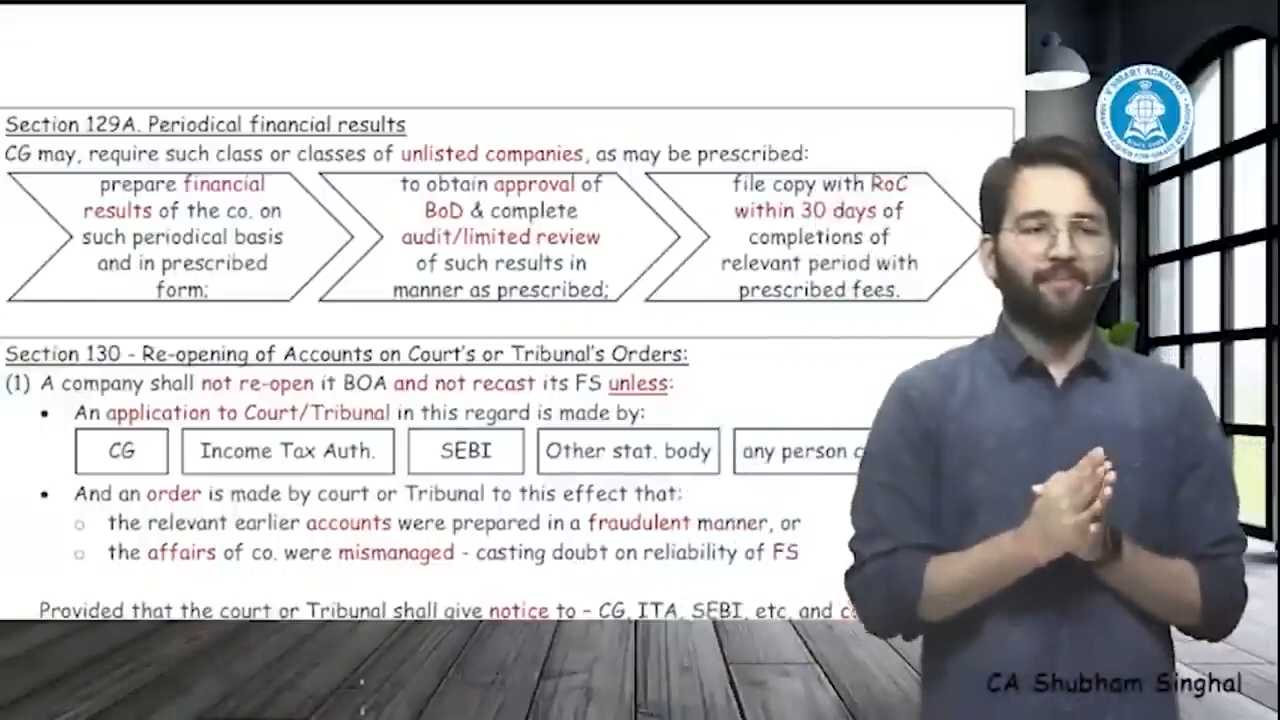 Section 129A. Periodical financial results
CG may, require such class or classes of unlisted companies, as may be prescribed:
prepare financial
results of the co. on
such periodical basis
and in prescribed
form;
to obtain approval of
BoD & complete
audit/limited review
of such results in
manner as prescribed;
file copy with RoC
within 30 days of
completions of
relevant period with
prescribed fees.
Section 130 - Re-opening of Accounts on Court's or Tribunal's Orders:
(1) A company shall not re-open it BOA and not recast its FS unless:
• An application to Court/Tribunal in this regard is made by:
CG
Income Tax Auth.
SEBI
Other stat. body
any person
• And an order is made by court or Tribunal to this effect that:
○ the relevant earlier accounts were prepared in a fraudulent manner, or
○ the affairs of co. were mismanaged - casting doubt on reliability of FS
Provided that the court or Tribunal shall give notice to - CG, ITA, SEBI, etc. and
V SMART ACADEMY
CA Shubham Singhal